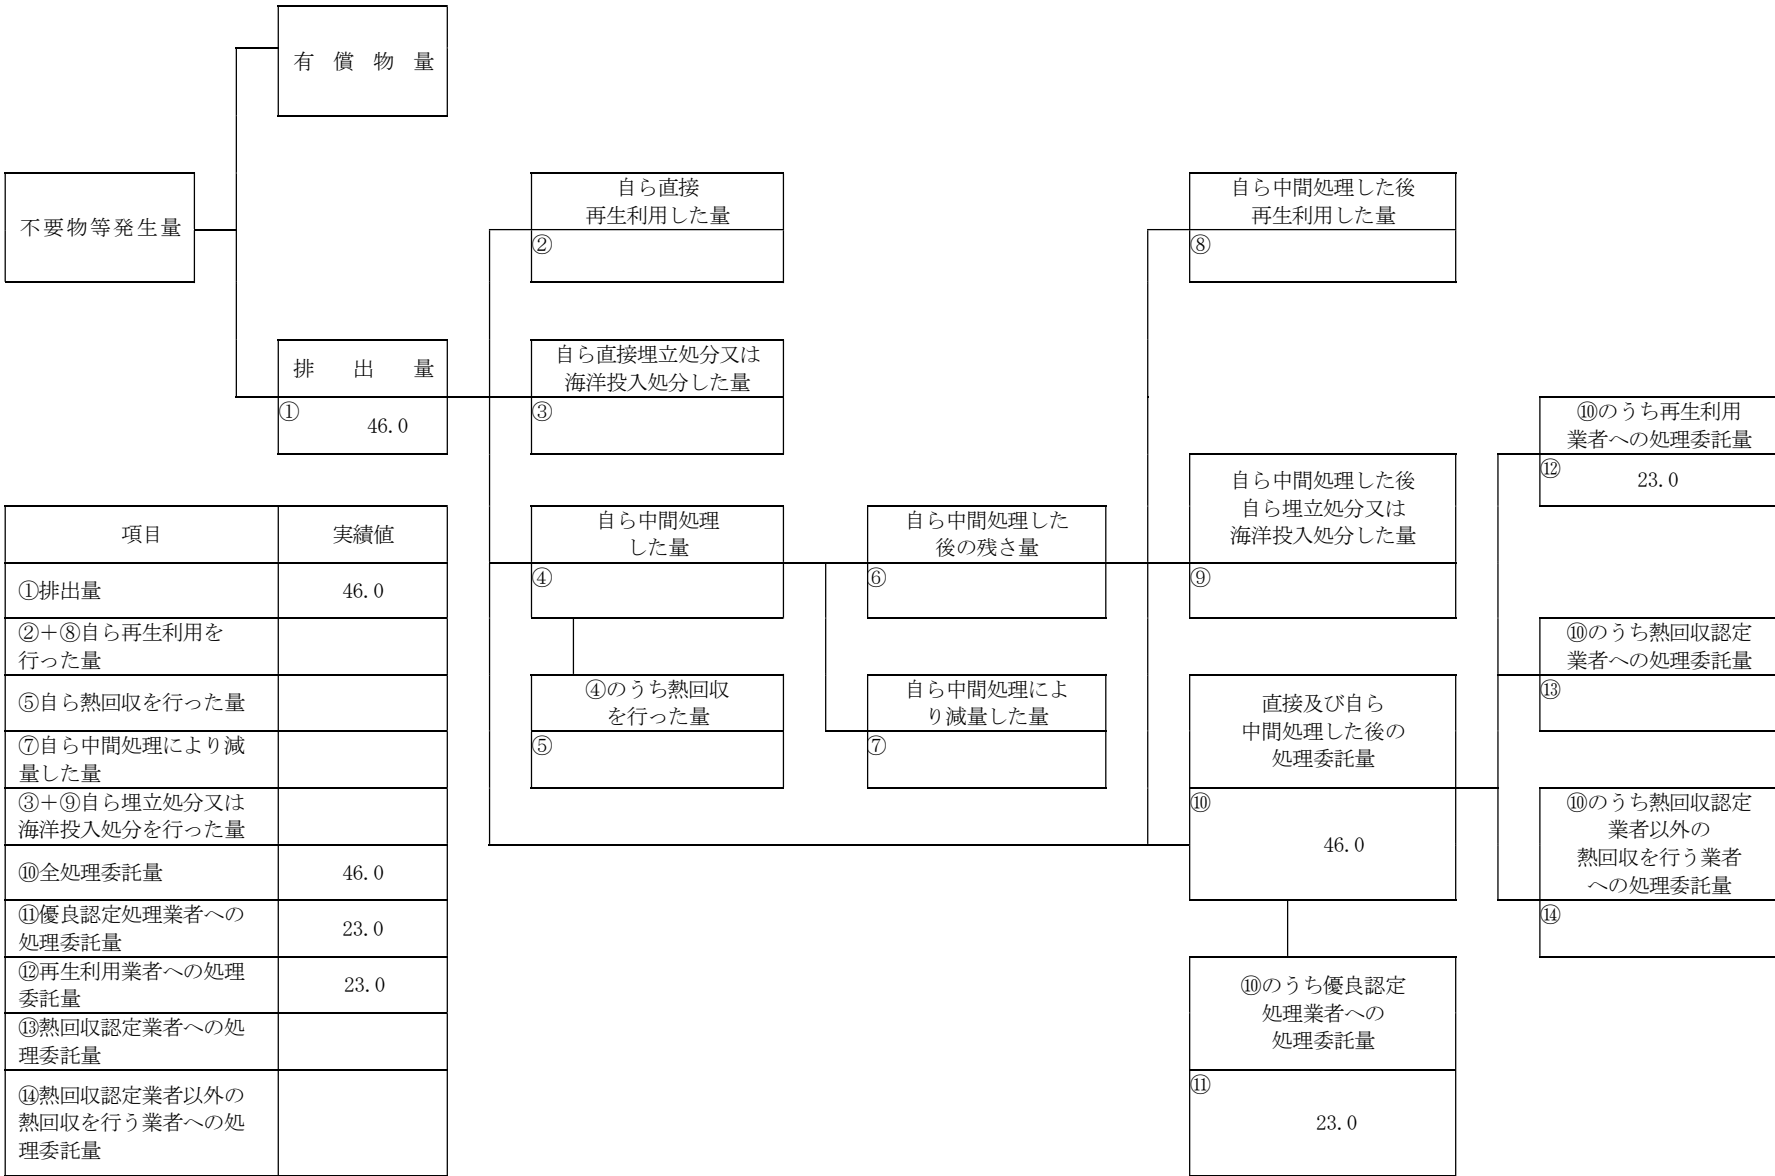 有償物量
不要物等発生量
排出量
①
46.0
自ら直接
再生利用した量
②
自ら直接埋立処分又は
海洋投入処分した量
③
自ら中間処理
した量
④
④のうち熱回収
を行った量
⑤
自ら中間処理した
後の残さ量
⑥
自ら中間処理によ
り減量した量
⑦
自ら中間処理した後
再生利用した量
⑧
自ら中間処理した後
自ら埋立処分又は
海洋投入処分した量
⑨
直接及び自ら
中間処理した後の
処理委託量
⑩
46.0
⑩のうち優良認定
処理業者への
処理委託量
⑪
23.0
⑩のうち再生利用
業者への処理委託量
⑫
23.0
⑩のうち熱回収認定
業者への処理委託量
⑬
⑩のうち熱回収認定
業者以外の
熱回収を行う業者
への処理委託量
⑭
項目 実績値
①排出量 46.0
②＋⑧自ら再生利用を
行った量
⑤自ら熱回収を行った量
⑦自ら中間処理により減
量した量
③＋⑨自ら埋立処分又は
海洋投入処分を行った量
⑩全処理委託量 46.0
⑪優良認定処理業者への
処理委託量 23.0
⑫再生利用業者への処理
委託量 23.0
⑬熱回収認定業者への処
理委託量
⑭熱回収認定業者以外の
熱回収を行う業者への処
理委託量